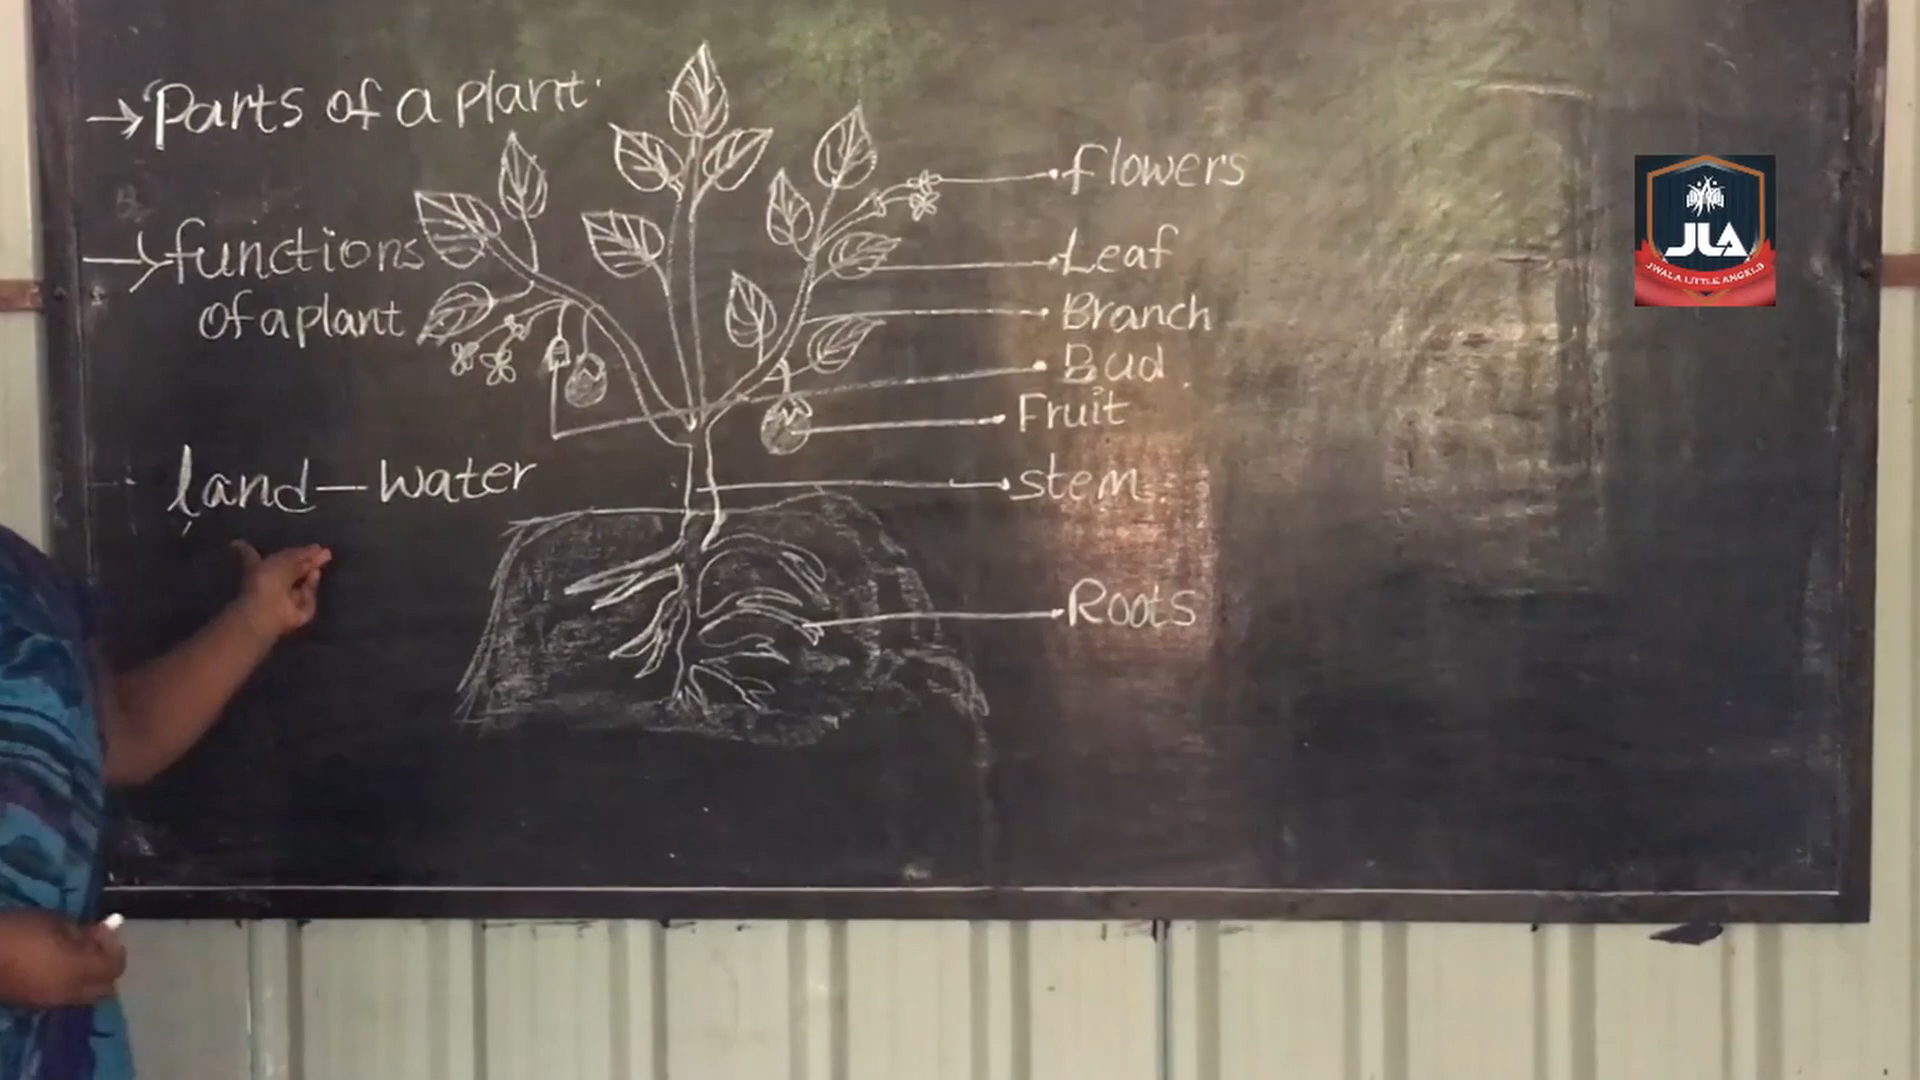 → Parts of a plant.
→ functions
of a plant
land — water
flowers
Leaf
Branch
Bud
Fruit
stem
Roots
JLA
JWALA LITTLE ANGELS